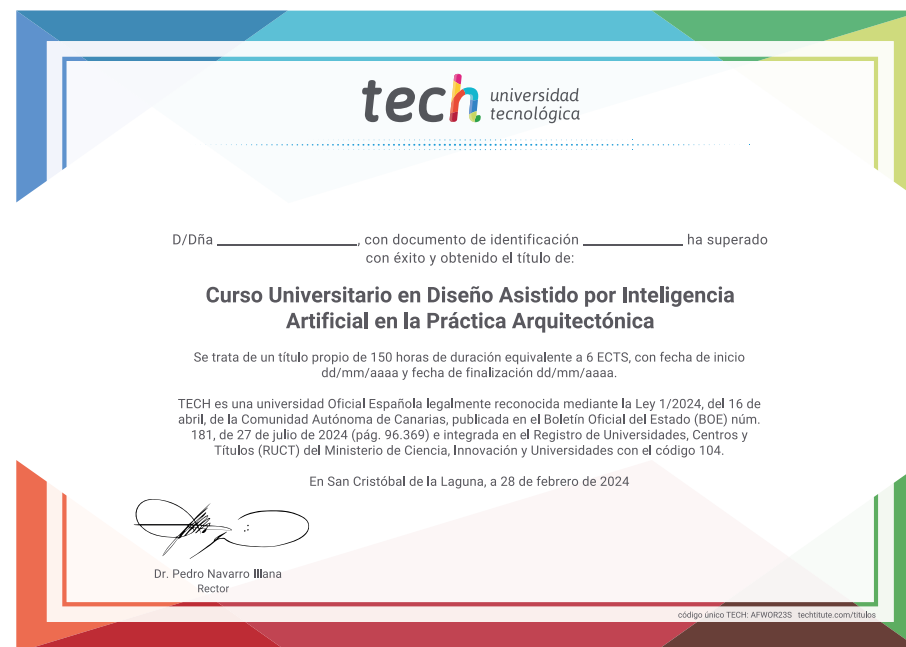 tech universidad
tecnológica
D/Dña ____________________, con documento de identificación ______________ ha superado
con éxito y obtenido el título de:
Curso Universitario en Diseño Asistido por Inteligencia
Artificial en la Práctica Arquitectónica
Se trata de un título propio de 150 horas de duración equivalente a 6 ECTS, con fecha de inicio
dd/mm/aaaa y fecha de finalización dd/mm/aaaa.
TECH es una universidad Oficial Española legalmente reconocida mediante la Ley 1/2024, del 16 de
abril, de la Comunidad Autónoma de Canarias, publicada en el Boletín Oficial del Estado (BOE) núm.
181, de 27 de julio de 2024 (pág. 96.369) e integrada en el Registro de Universidades, Centros y
Títulos (RUCT) del Ministerio de Ciencia, Innovación y Universidades con el código 104.
En San Cristóbal de la Laguna, a 28 de febrero de 2024
Dr. Pedro Navarro Illana
Rector
código único TECH: AFWOR23S techtitute.com/titulos